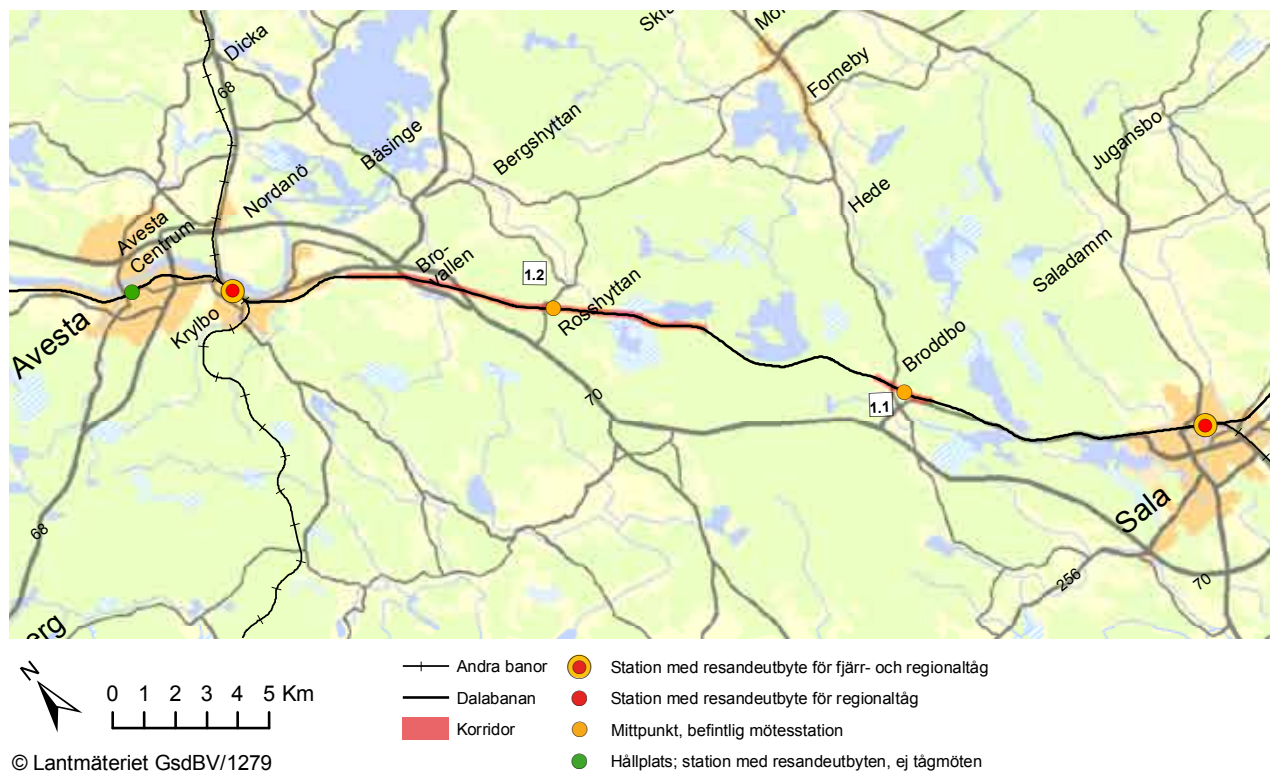 Skra
Mo
Dicka
68
Forneby
Bäsinge
Bergshyttan
Jugansbo
Nordanö
Hede
Avesta
Centrum
Saladamm
Bro-
vallen
1.2
Rosshyttan
Avesta
Krylbo
Broddbo
70
1.1
Sala
68
256
70
erg
N
0 1 2 3 4 5 Km
© Lantmäteriet GsdBV/1279
Andra banor
Dalabanan
Korridor
Station med resandeutbyte för fjärr- och regionaltåg
Station med resandeutbyte för regionaltåg
Mittpunkt, befintlig mötesstation
Hållplats; station med resandeutbyten, ej tågmöten